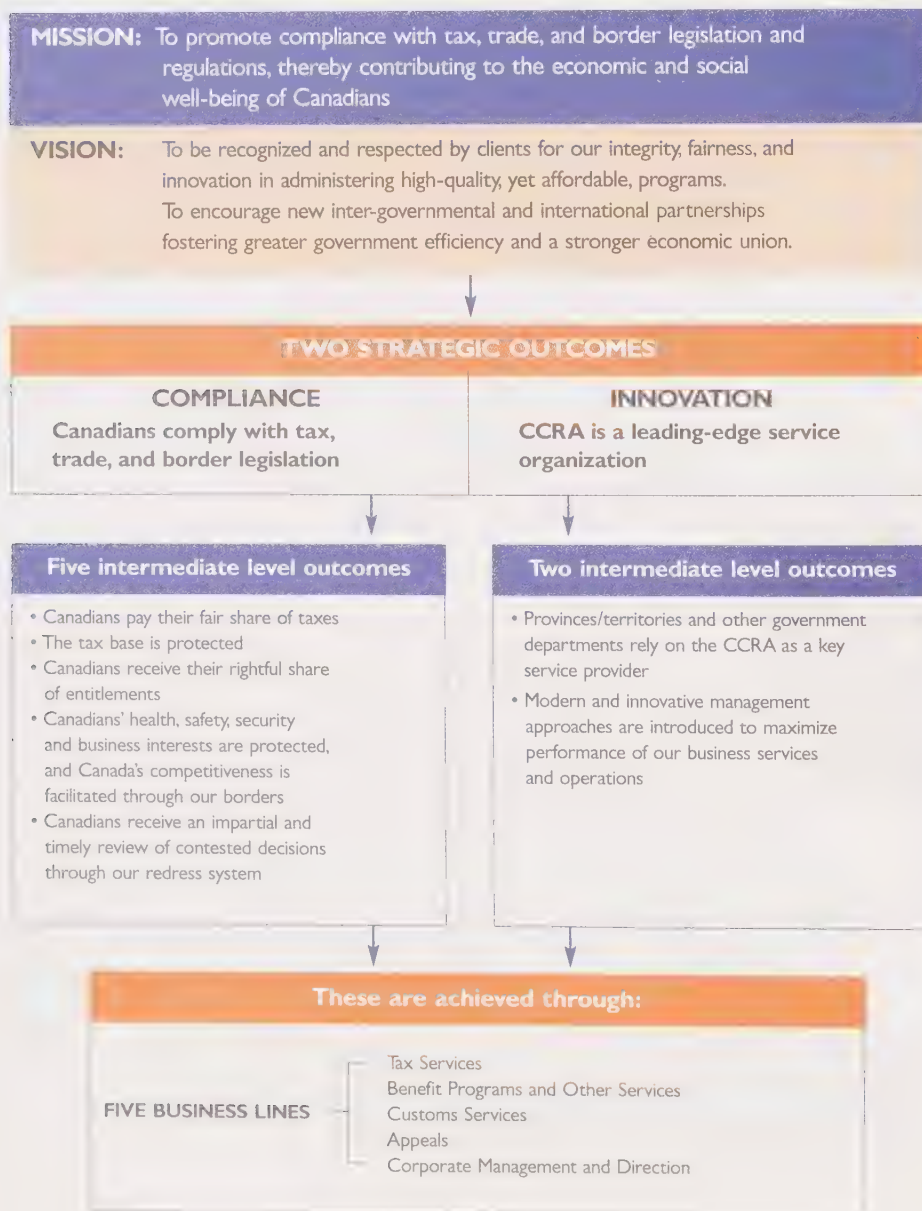 MISSION: To promote compliance with tax, trade, and border legislation and
regulations, thereby contributing to the economic and social
well-being of Canadians
VISION: To be recognized and respected by clients for our integrity, fairness, and
innovation in administering high-quality, yet affordable, programs.
To encourage new inter-governmental and international partnerships
fostering greater government efficiency and a stronger economic union.
TWO STRATEGIC OUTCOMES
COMPLIANCE
Canadians comply with tax,
trade, and border legislation
INNOVATION
CCRA is a leading-edge service
organization
Five intermediate level outcomes
• Canadians pay their fair share of taxes
• The tax base is protected
• Canadians receive their rightful share
of entitlements
• Canadians' health, safety, security
and business interests are protected,
and Canada's competitiveness is
facilitated through our borders
• Canadians receive an impartial and
timely review of contested decisions
through our redress system
Two intermediate level outcomes
• Provinces/territories and other government
departments rely on the CCRA as a key
service provider
• Modern and innovative management
approaches are introduced to maximize
performance of our business services
and operations
These are achieved through:
FIVE BUSINESS LINES
Tax Services
Benefit Programs and Other Services
Customs Services
Appeals
Corporate Management and Direction